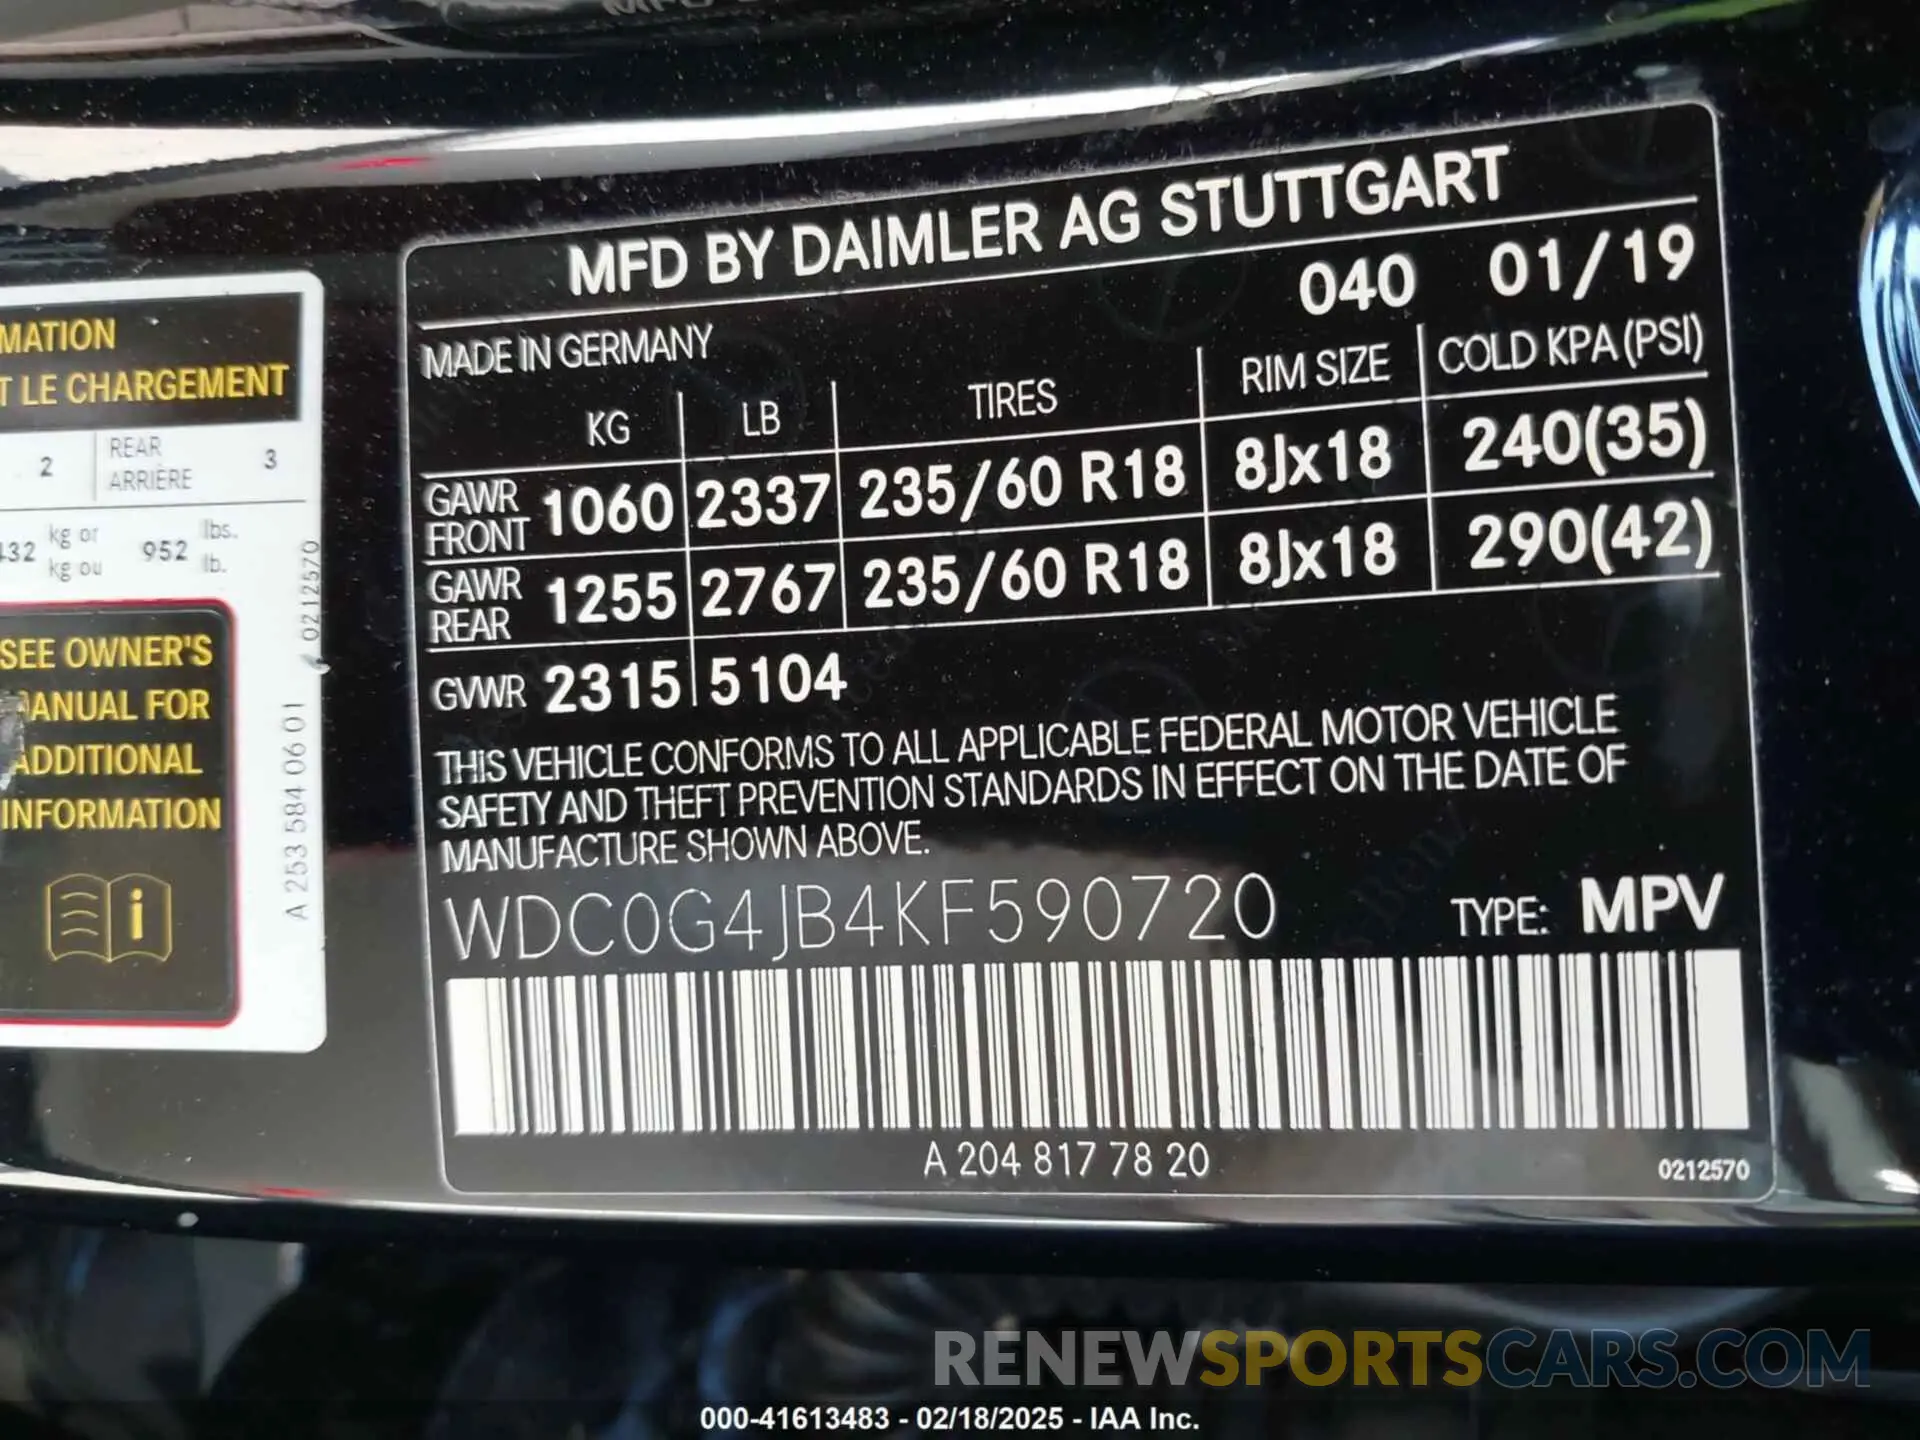 MFD BY DAIMLER AG STUTTGART
040 01/19
MADE IN GERMANY
KG LB TIRES RIM SIZE COLD KPA (PSI)
GAWR FRONT 1060 2337 235/60 R18 8Jx18 240(35)
GAWR REAR 1255 2767 235/60 R18 8Jx18 290(42)
GVWR 2315 5104
THIS VEHICLE CONFORMS TO ALL APPLICABLE FEDERAL MOTOR VEHICLE
SAFETY AND THEFT PREVENTION STANDARDS IN EFFECT ON THE DATE OF
MANUFACTURE SHOWN ABOVE.
WDC0G4JB4KF590720 TYPE: MPV
A 204 817 78 20 0212570
MATION
T LE CHARGEMENT
2 REAR 3
ARRIÈRE
432 kg or 952 lbs.
kg ou lb.
SEE OWNER'S
MANUAL FOR
ADDITIONAL
INFORMATION
i
A 253 584 06 01 0212570
RENEWSPORTSCARS.COM
000-41613483 - 02/18/2025 - IAA Inc.